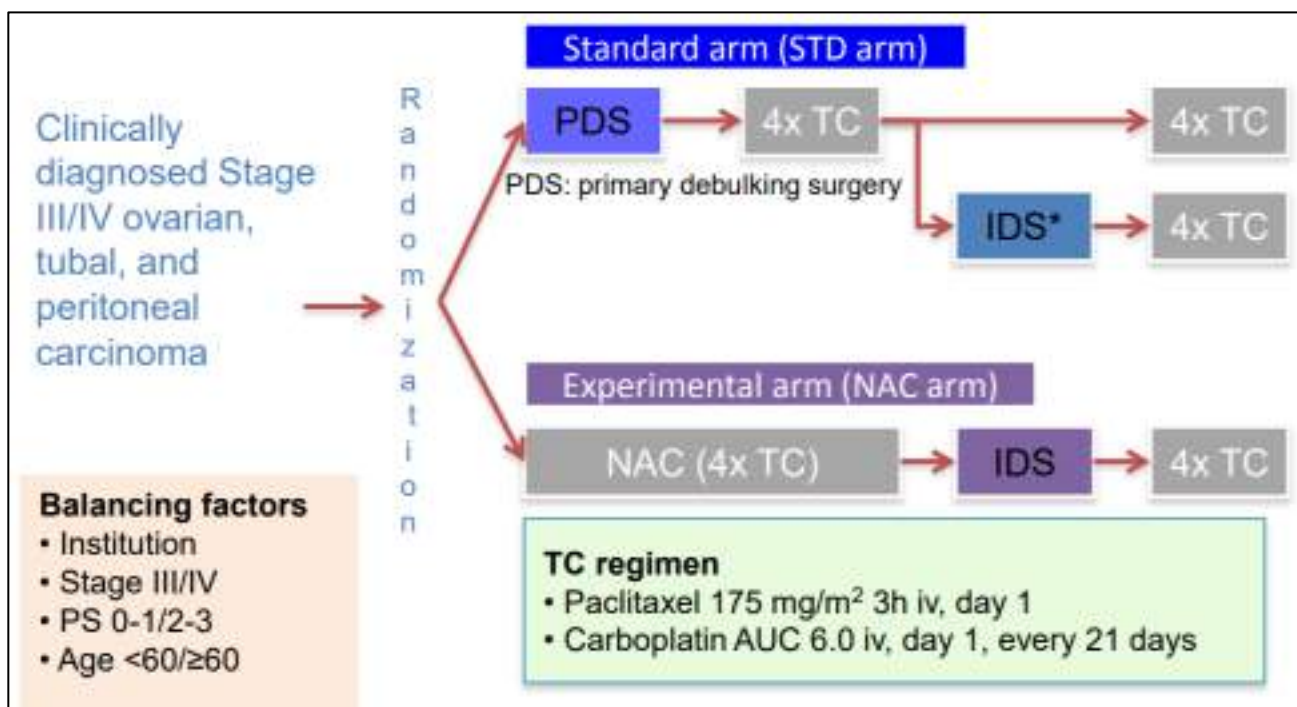 Standard arm (STD arm)
Clinically
diagnosed Stage
III/IV ovarian,
tubal, and
peritoneal
carcinoma
Randomization
PDS
4x TC
4x TC
PDS: primary debulking surgery
IDS*
4x TC
Experimental arm (NAC arm)
NAC (4x TC)
IDS
4x TC
Balancing factors
• Institution
• Stage III/IV
• PS 0-1/2-3
• Age <60/≥60
TC regimen
• Paclitaxel 175 mg/m² 3h iv, day 1
• Carboplatin AUC 6.0 iv, day 1, every 21 days